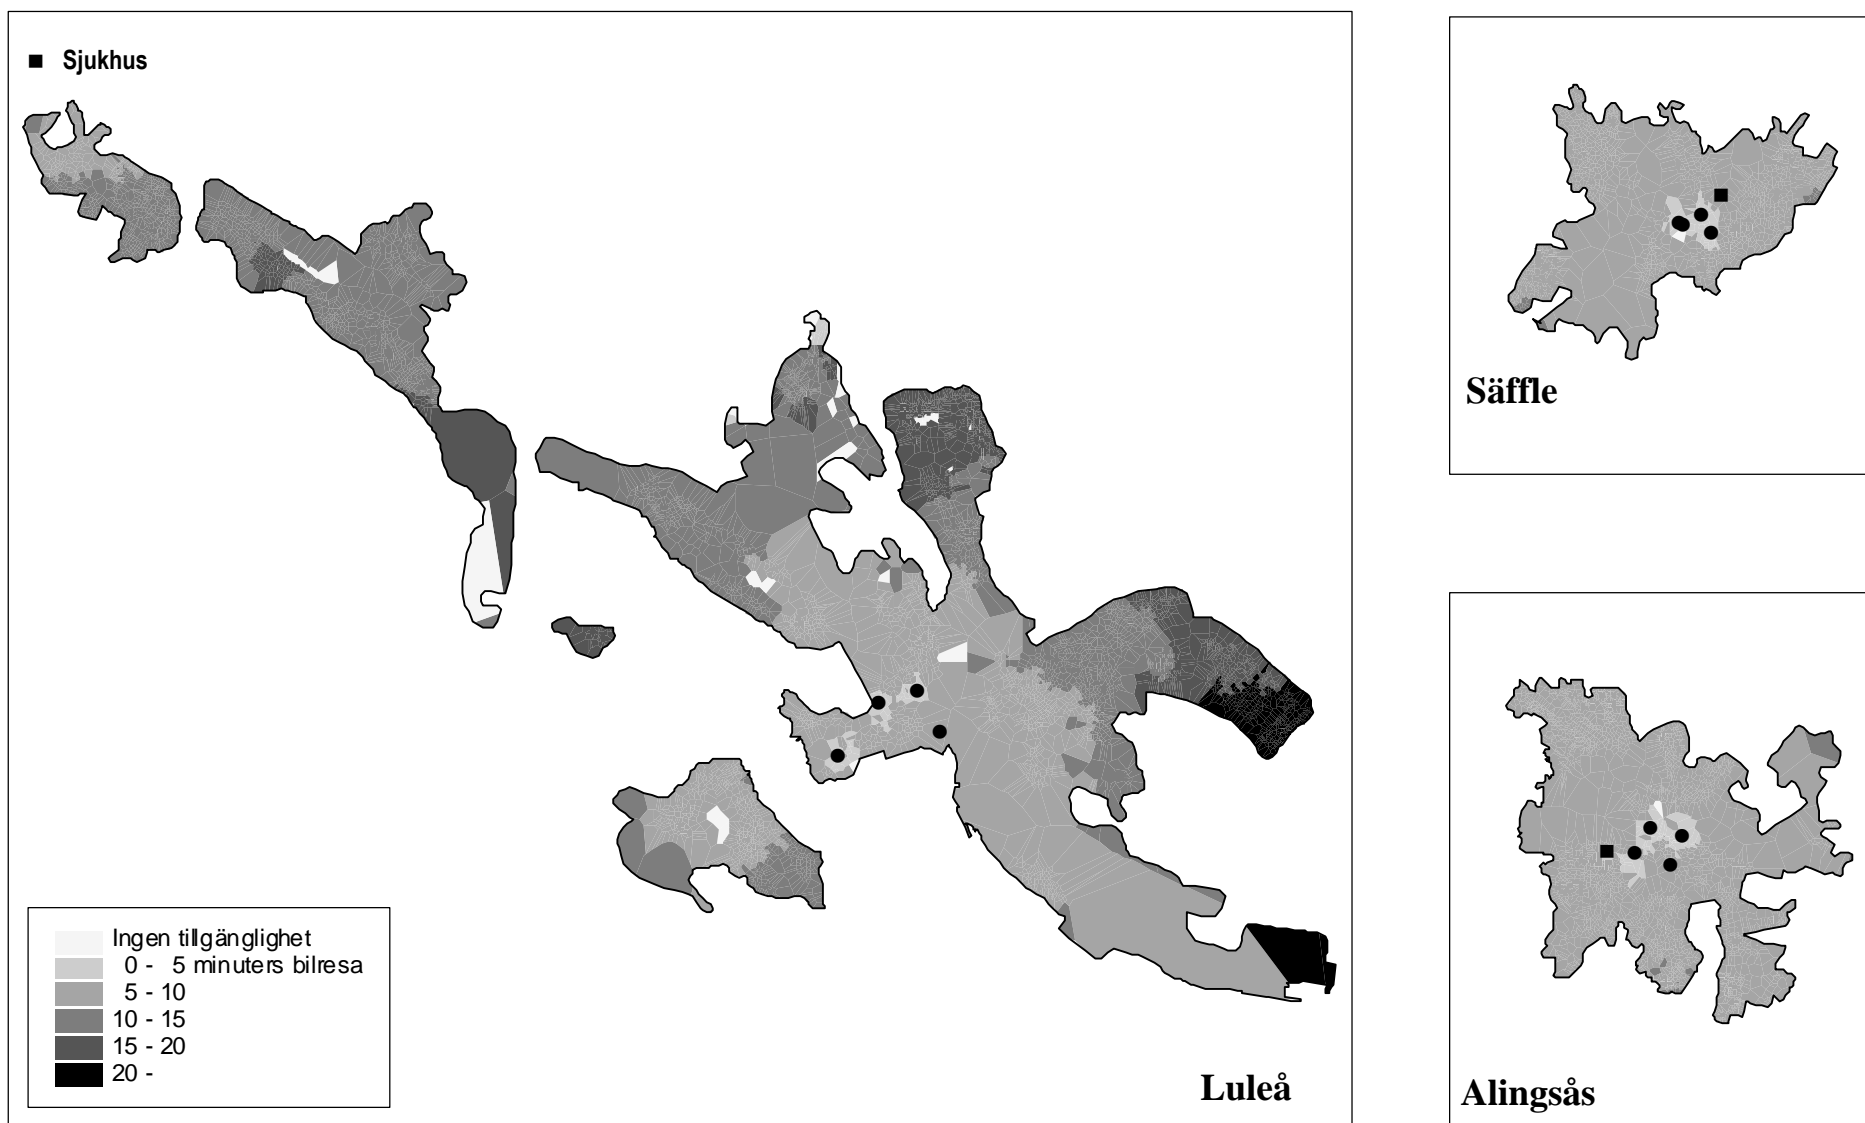 Sjukhus
Säffle
Ingen tillgänglighet
0 - 5 minuters bilresa
5 - 10
10 - 15
15 - 20
20 -
Luleå
Alingsås